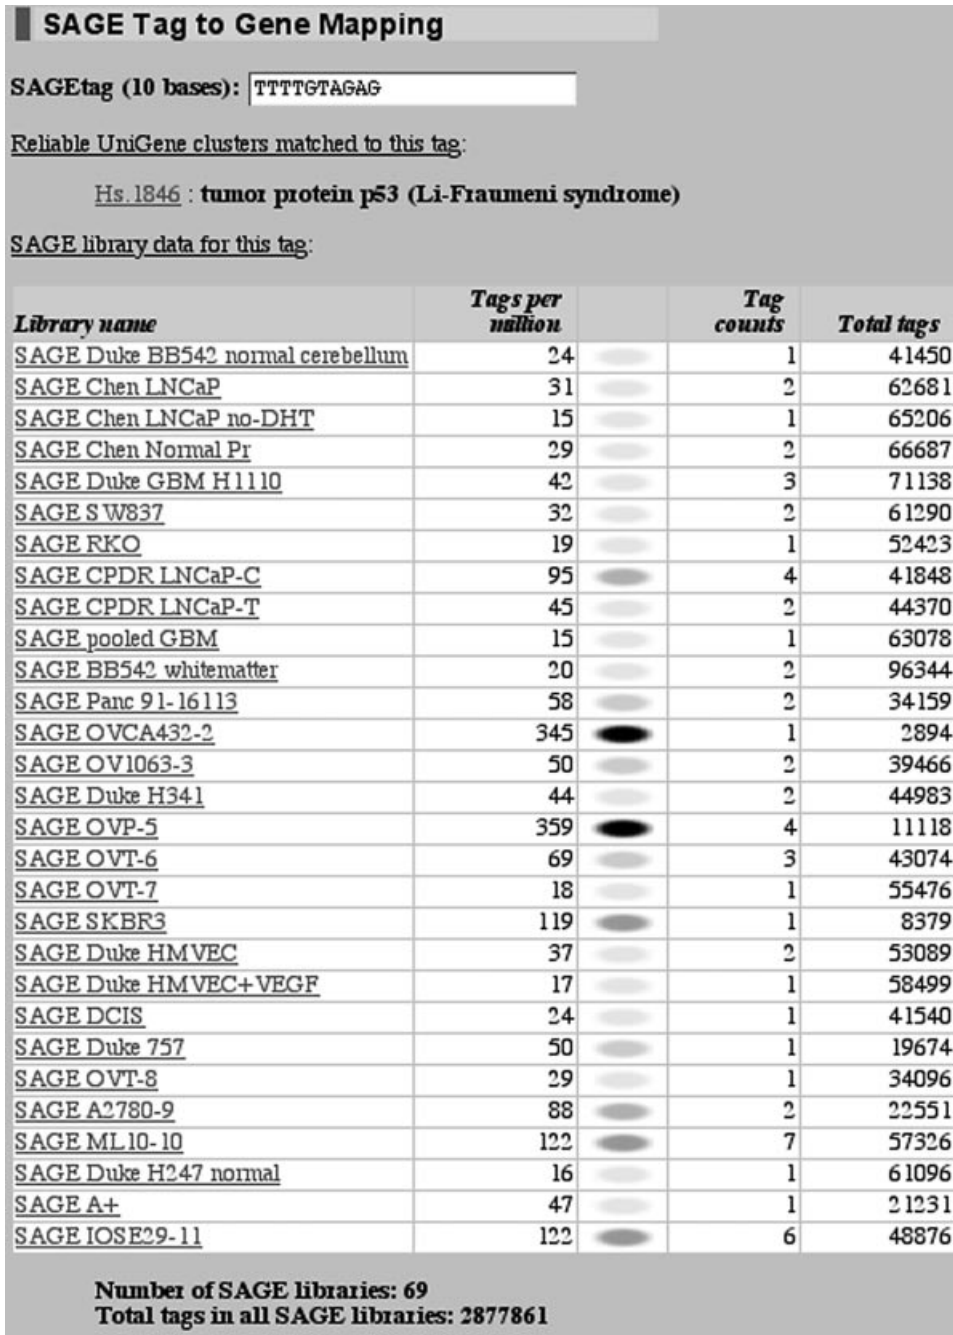 SAGE Tag to Gene Mapping
SAGEtag (10 bases): TTTTGTAGAG
Reliable UniGene clusters matched to this tag:
Hs.1846 : tumor protein p53 (Li-Fraumeni syndrome)
SAGE library data for this tag:
Library name Tags per million Tag counts Total tags
SAGE Duke BB542 normal cerebellum 24 1 41450
SAGE Chen LNCaP 31 2 62681
SAGE Chen LNCaP no-DHT 15 1 65206
SAGE Chen Normal Pr 29 2 66687
SAGE Duke GBM H1110 42 3 71138
SAGE SW837 32 2 61290
SAGE RKO 19 1 52423
SAGE CPDR LNCaP-C 95 4 41848
SAGE CPDR LNCaP-T 45 2 44370
SAGE pooled GBM 15 1 63078
SAGE BB542 whitematter 20 2 96344
SAGE Panc 91-16113 58 2 34159
SAGE OVCA432-2 345 1 2894
SAGE OV1063-3 50 2 39466
SAGE Duke H341 44 2 44983
SAGE OVP-5 359 4 11118
SAGE OVT-6 69 3 43074
SAGE OVT-7 18 1 55476
SAGE SKBR3 119 1 8379
SAGE Duke HMVEC 37 2 53089
SAGE Duke HMVEC+VEGF 17 1 58499
SAGE DCIS 24 1 41540
SAGE Duke 757 50 1 19674
SAGE OVT-8 29 1 34096
SAGE A2780-9 88 2 22551
SAGE ML10-10 122 7 57326
SAGE Duke H247 normal 16 1 61096
SAGE A+ 47 1 21231
SAGE IOSE29-11 122 6 48876
Number of SAGE libraries: 69
Total tags in all SAGE libraries: 2877861